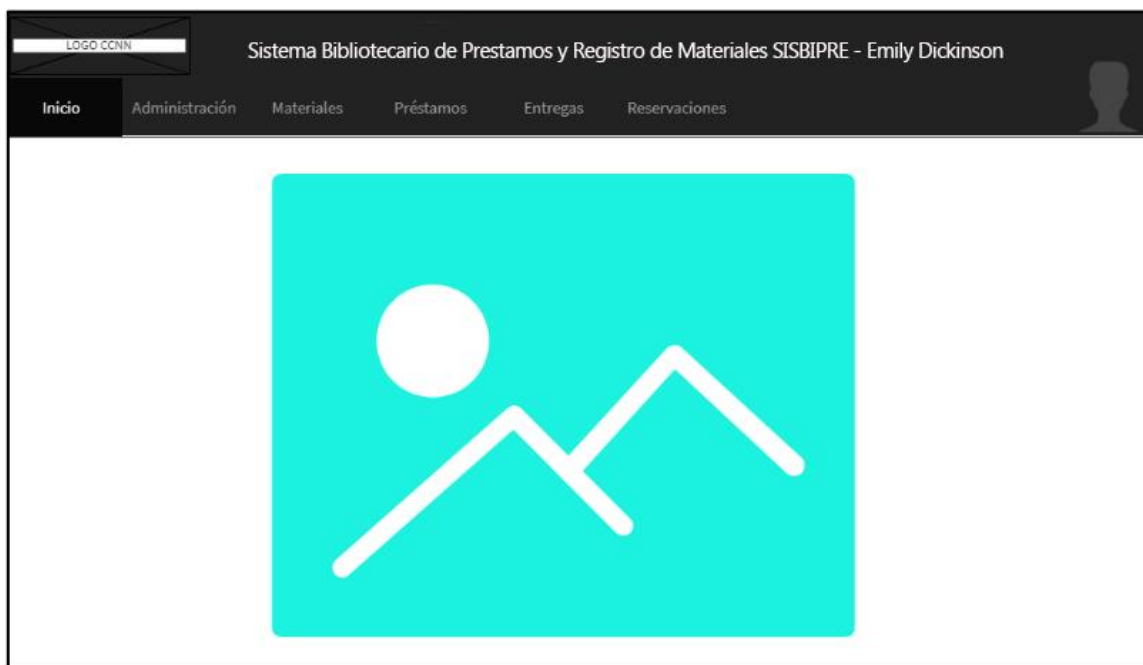 LOGO CCNN
Sistema Bibliotecario de Prestamos y Registro de Materiales SISBIPRE - Emily Dickinson
Inicio Administración Materiales Préstamos Entregas Reservaciones